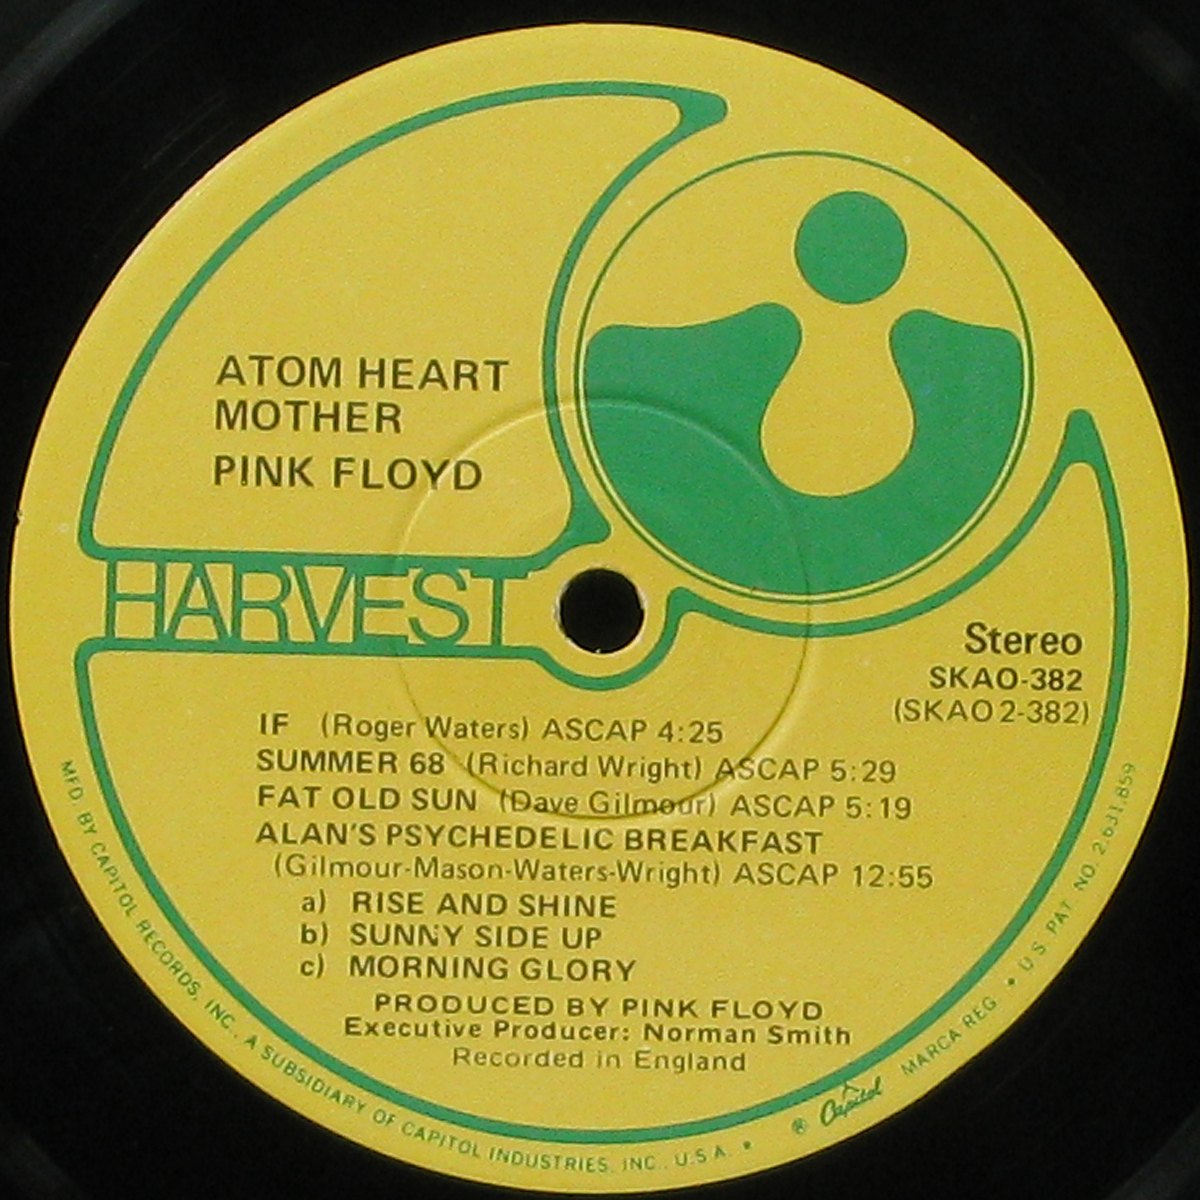 ATOM HEART
MOTHER
PINK FLOYD
HARVEST
Stereo
SKAO-382
(SKAO 2-382)
IF (Roger Waters) ASCAP 4:25
SUMMER 68 (Richard Wright) ASCAP 5:29
FAT OLD SUN (Dave Gilmour) ASCAP 5:19
ALAN'S PSYCHEDELIC BREAKFAST
(Gilmour-Mason-Waters-Wright) ASCAP 12:55
a) RISE AND SHINE
b) SUNNY SIDE UP
c) MORNING GLORY
PRODUCED BY PINK FLOYD
Executive Producer: Norman Smith
Recorded in England
MFD. BY CAPITOL RECORDS, INC., A SUBSIDIARY OF CAPITOL INDUSTRIES, INC., U.S.A. • ® Capitol MARCA REG. • U.S. PAT. NO. 2,631,859